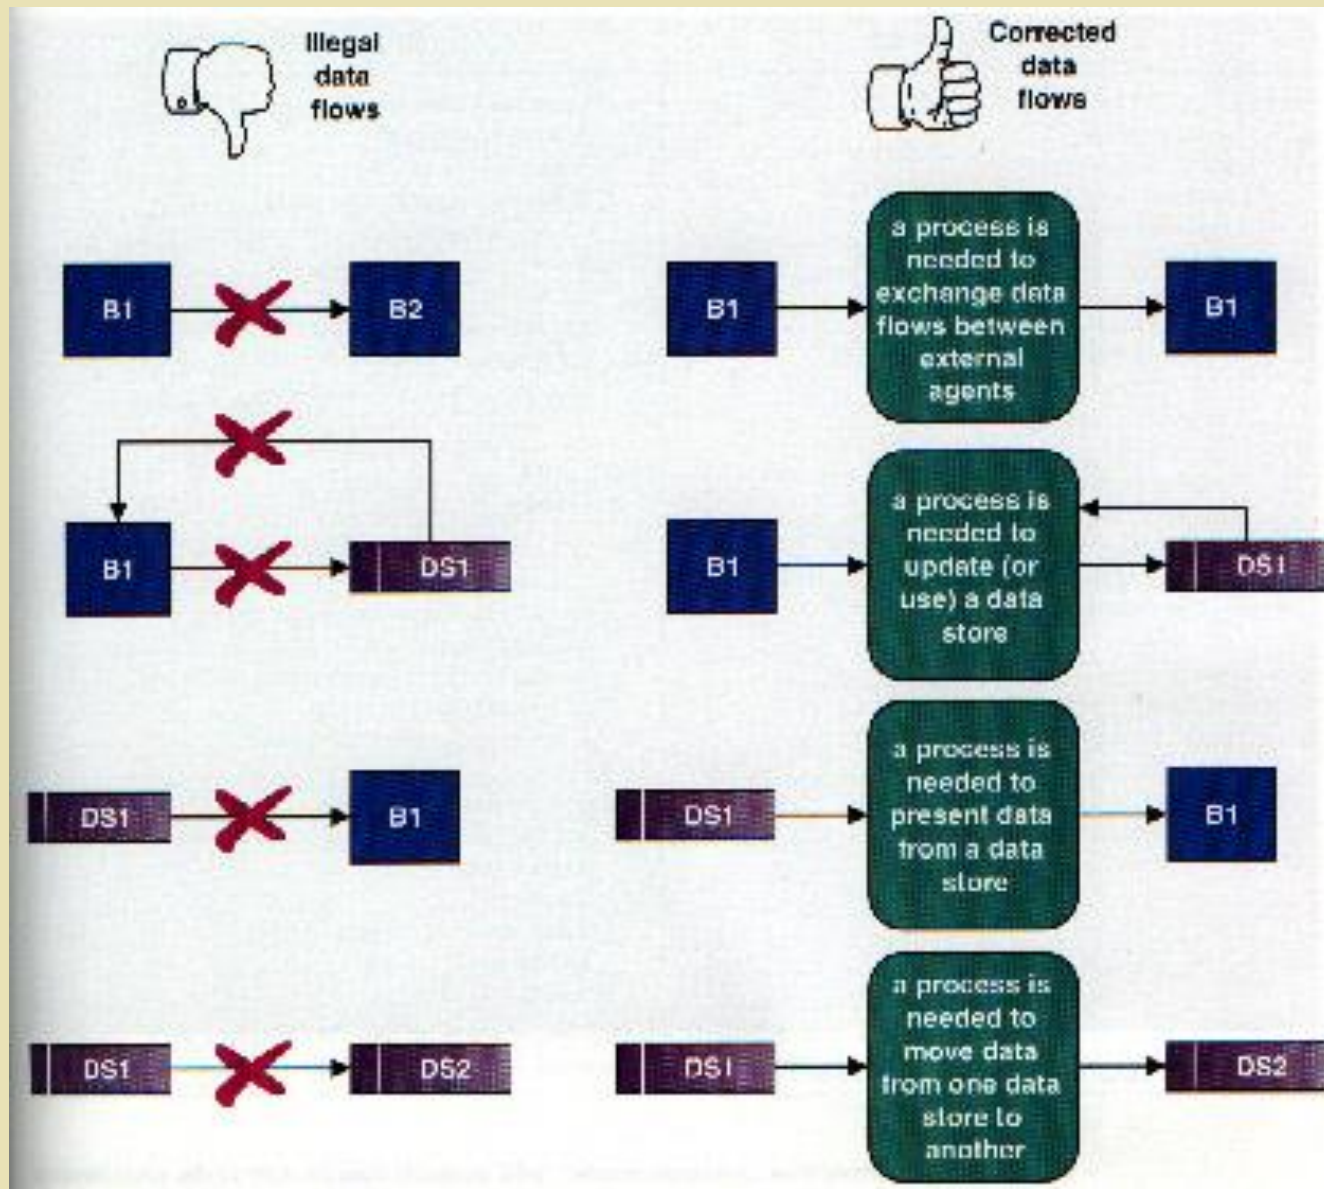 Illegal
data
flows
Corrected
data
flows
B1
B2
B1
a process is
needed to
exchange data
flows between
external
agents
B1
B1
DS1
B1
a process is
needed to
update (or
use) a data
store
DS1
DS1
B1
DS1
a process is
needed to
present data
from a data
store
B1
DS1
DS2
DS1
a process is
needed to
move data
from one data
store to
another
DS2